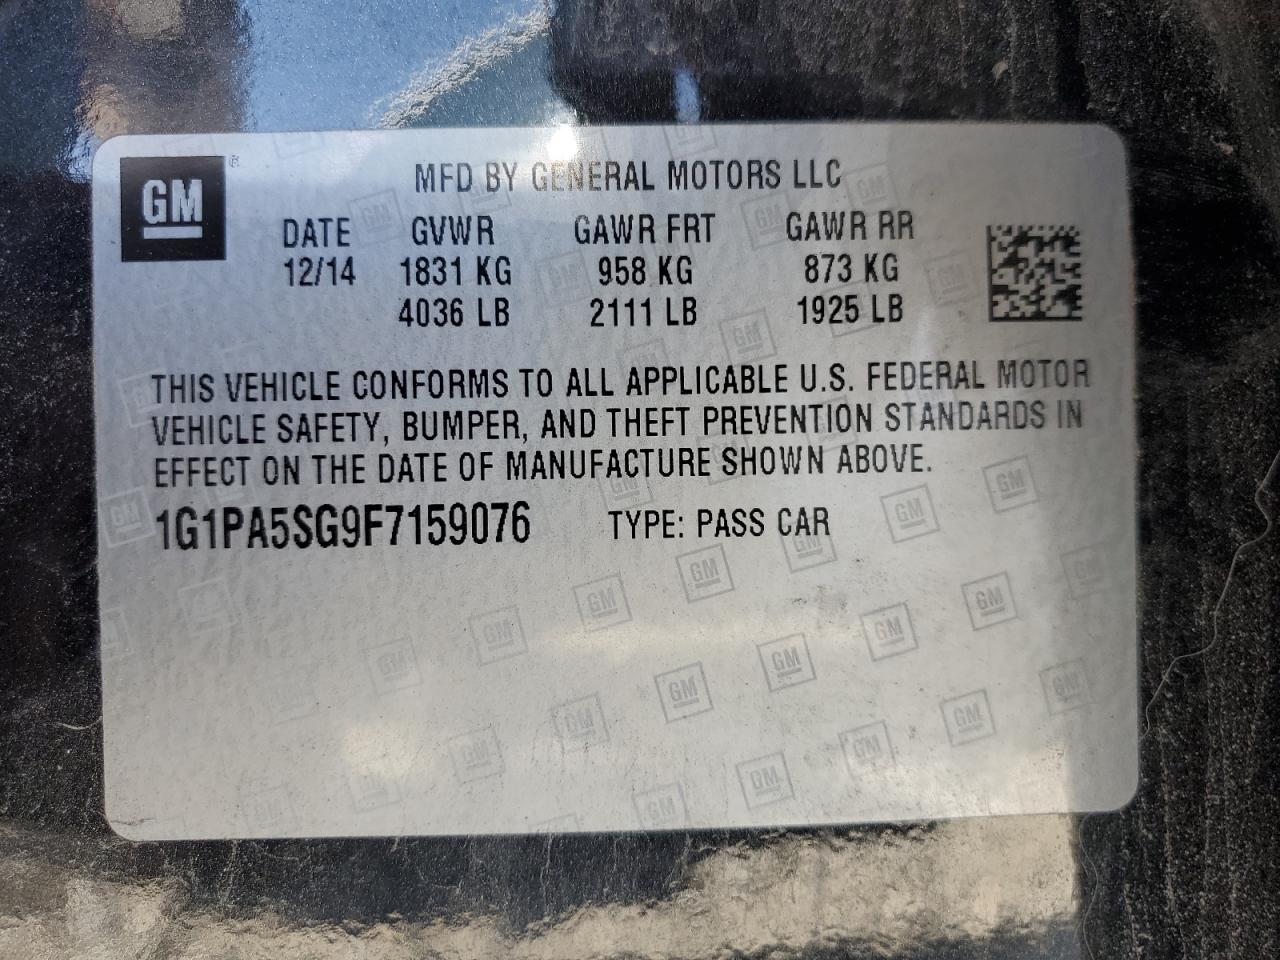 GM
MFD BY GENERAL MOTORS LLC
DATE GVWR GAWR FRT GAWR RR
12/14 1831 KG 958 KG 873 KG
4036 LB 2111 LB 1925 LB
THIS VEHICLE CONFORMS TO ALL APPLICABLE U.S. FEDERAL MOTOR
VEHICLE SAFETY, BUMPER, AND THEFT PREVENTION STANDARDS IN
EFFECT ON THE DATE OF MANUFACTURE SHOWN ABOVE.
1G1PA5SG9F7159076 TYPE: PASS CAR